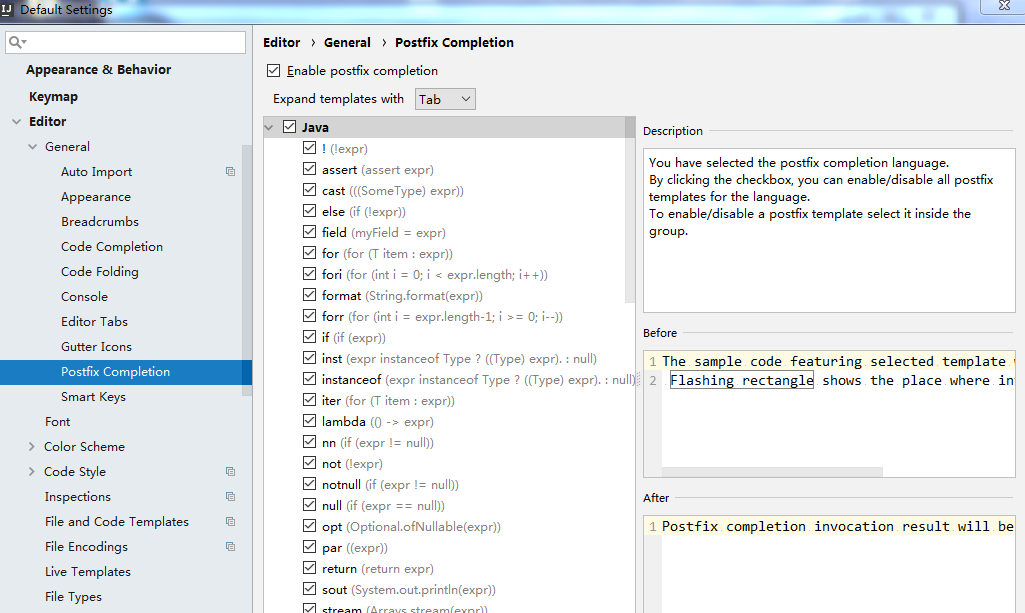 IJ Default Settings
Appearance & Behavior
Keymap
Editor
General
Auto Import
Appearance
Breadcrumbs
Code Completion
Code Folding
Console
Editor Tabs
Gutter Icons
Postfix Completion
Smart Keys
Font
Color Scheme
Code Style
Inspections
File and Code Templates
File Encodings
Live Templates
File Types
Editor › General › Postfix Completion
Enable postfix completion
Expand templates with Tab
Java
! (!expr)
assert (assert expr)
cast (((SomeType) expr))
else (if (!expr))
field (myField = expr)
for (for (T item : expr))
fori (for (int i = 0; i < expr.length; i++))
format (String.format(expr))
forr (for (int i = expr.length-1; i >= 0; i--))
if (if (expr))
inst (expr instanceof Type ? ((Type) expr). : null)
instanceof (expr instanceof Type ? ((Type) expr). : null)
iter (for (T item : expr))
lambda (() -> expr)
nn (if (expr != null))
not (!expr)
notnull (if (expr != null))
null (if (expr == null))
opt (Optional.ofNullable(expr))
par ((expr))
return (return expr)
sout (System.out.println(expr))
stream (Arrays.stream(expr))
Description
You have selected the postfix completion language.
By clicking the checkbox, you can enable/disable all postfix
templates for the language.
To enable/disable a postfix template select it inside the
group.
Before
1 The sample code featuring selected template
2 Flashing rectangle shows the place where in
After
1 Postfix completion invocation result will be